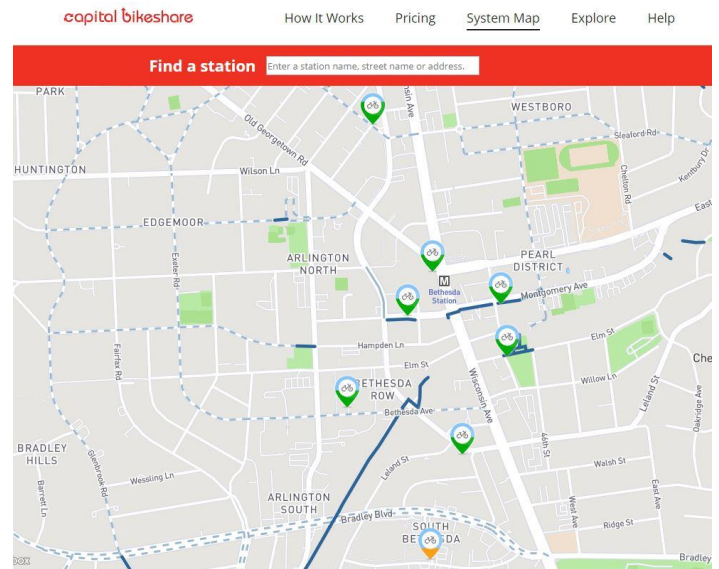 capital bikeshare
How It Works
Pricing
System Map
Explore
Help
Find a station
Enter a station name, street name or address.
PARK
WESTBORO
Old Georgetown Rd
Sleaford Rd
Kentbury Dr
Chelton Rd
HUNTINGTON
Wilson Ln
East
EDGEMOOR
ARLINGTON
NORTH
PEARL
DISTRICT
Exeter Rd
M
Bethesda
Station
Montgomery Ave
Hampden Ln
Elm St
Elm St
Fairfax Rd
Wisconsin Ave
Willow Ln
Che
Leland St
ROW
Bethesda Ave
Oakridge Ave
BRADLEY
HILLS
Glenbrook Rd
Leland St
46th St
Walsh St
Wessling Ln
Barrett Ln
ARLINGTON
SOUTH
West Ave
East Ave
Bradley Blvd
Ridge St
SOUTH
Bradley
box